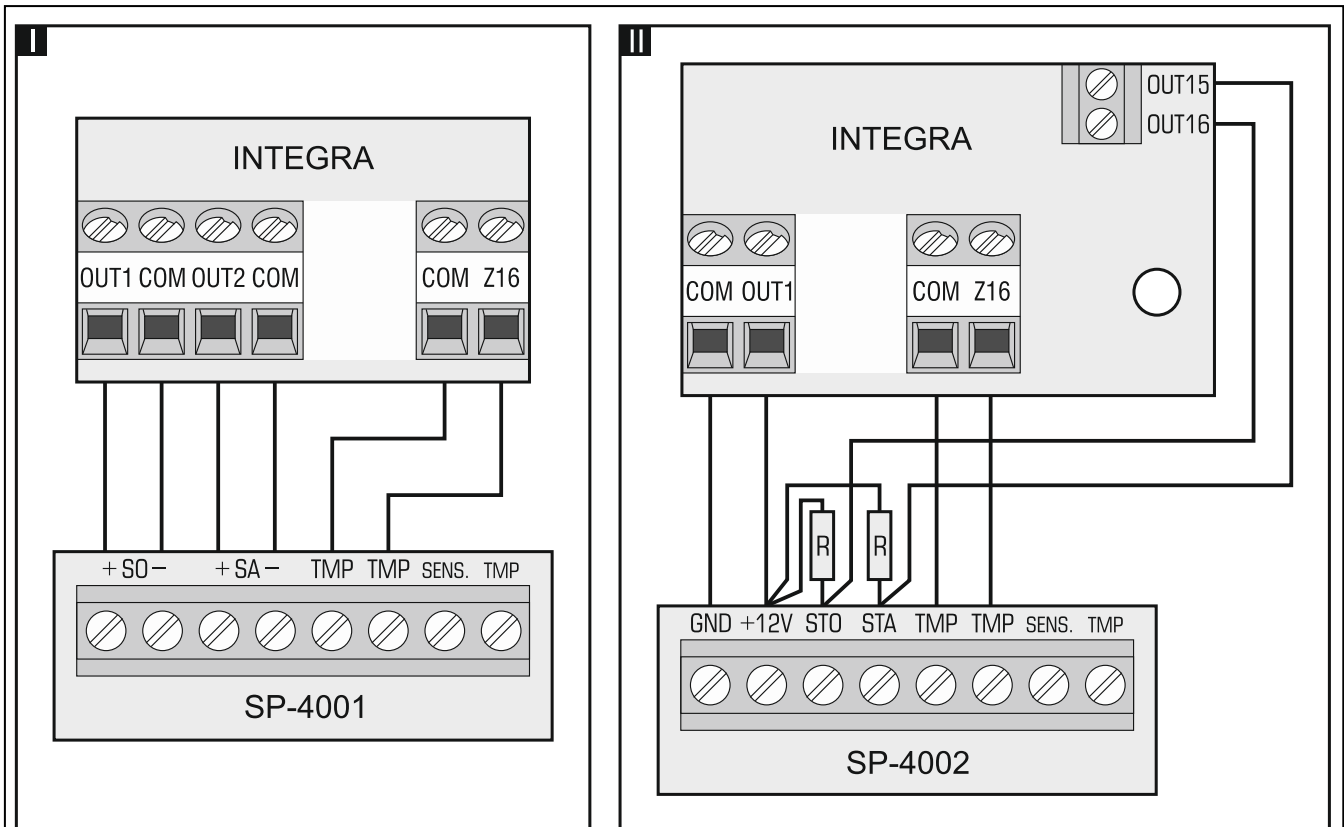 I
INTEGRA
OUT1 COM OUT2 COM COM Z16
+ SO − + SA − TMP TMP SENS. TMP
SP-4001
II
OUT15
OUT16
INTEGRA
COM OUT1 COM Z16
R R
GND +12V STO STA TMP TMP SENS. TMP
SP-4002